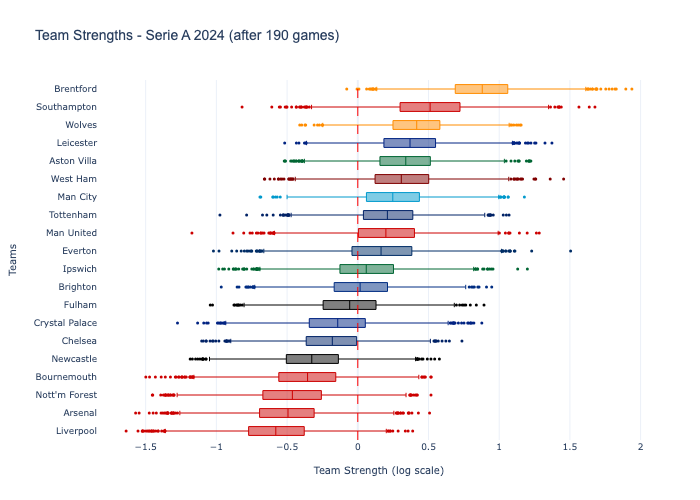 Team Strengths - Serie A 2024 (after 190 games)
Brentford
Southampton
Wolves
Leicester
Aston Villa
West Ham
Man City
Tottenham
Man United
Everton
Ipswich
Brighton
Fulham
Crystal Palace
Chelsea
Newcastle
Bournemouth
Nott'm Forest
Arsenal
Liverpool
Teams
−1.5 −1 −0.5 0 0.5 1 1.5 2
Team Strength (log scale)